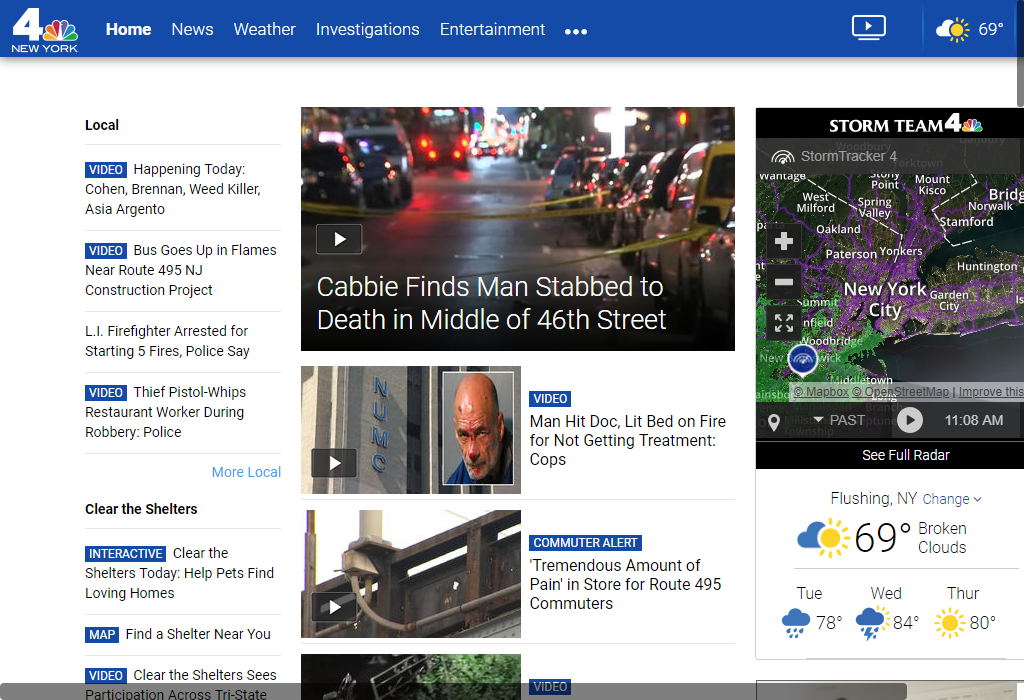 4
NEW YORK
Home
News
Weather
Investigations
Entertainment
69°
Local
VIDEO Happening Today:
Cohen, Brennan, Weed Killer,
Asia Argento
VIDEO Bus Goes Up in Flames
Near Route 495 NJ
Construction Project
L.I. Firefighter Arrested for
Starting 5 Fires, Police Say
VIDEO Thief Pistol-Whips
Restaurant Worker During
Robbery: Police
More Local
Clear the Shelters
INTERACTIVE Clear the
Shelters Today: Help Pets Find
Loving Homes
MAP Find a Shelter Near You
VIDEO Clear the Shelters Sees
Participation Across Tri-State
Cabbie Finds Man Stabbed to
Death in Middle of 46th Street
NUMC
VIDEO
Man Hit Doc, Lit Bed on Fire
for Not Getting Treatment:
Cops
COMMUTER ALERT
'Tremendous Amount of
Pain' in Store for Route 495
Commuters
VIDEO
STORM TEAM 4
StormTracker 4
Woodbury
Yorktown
Wantage
Stony
Point
Mount
Kisco
West
Milford
Spring
Valley
Norwalk
Stamford
Oakland
Paterson
Yonkers
Huntington
New York
City
Garden
City
Woodbridge
Middletown
© Mapbox © OpenStreetMap | Improve this
PAST
11:08 AM
See Full Radar
Flushing, NY Change
69°
Broken
Clouds
Tue
Wed
Thur
78°
84°
80°